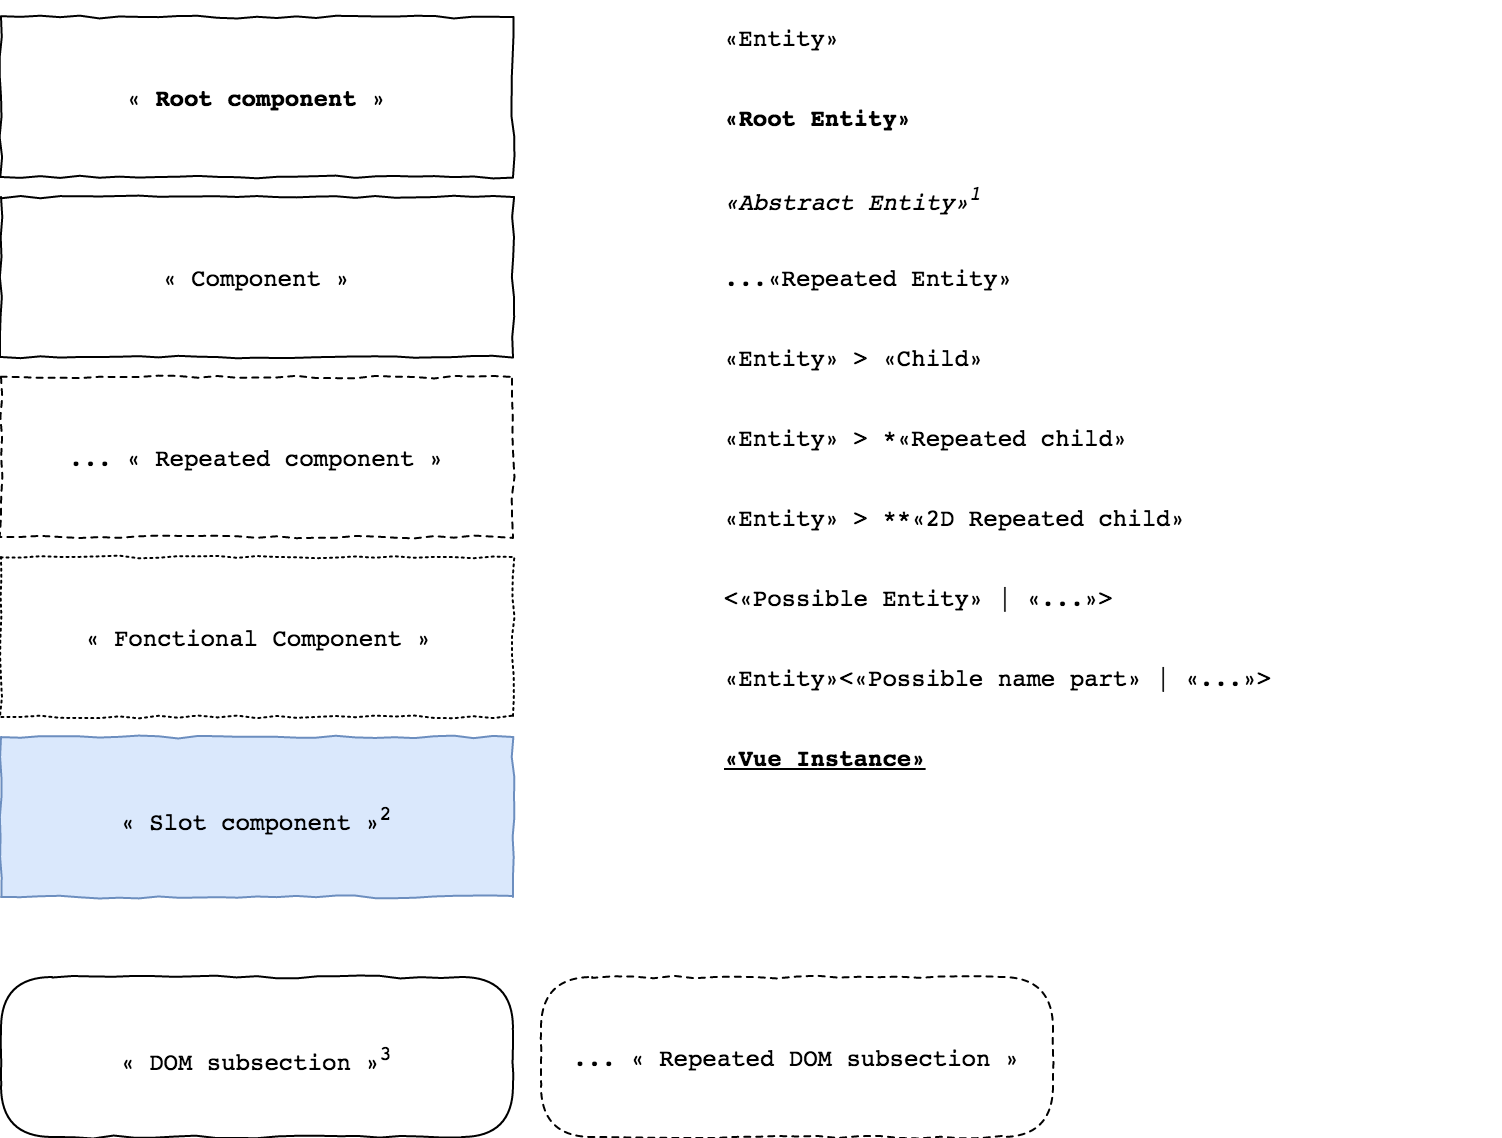 « Root component »
« Component »
... « Repeated component »
« Fonctional Component »
« Slot component »²
« DOM subsection »³
... « Repeated DOM subsection »
«Entity»
«Root Entity»
«Abstract Entity»¹
...«Repeated Entity»
«Entity» > «Child»
«Entity» > *«Repeated child»
«Entity» > **«2D Repeated child»
<«Possible Entity» | «...»>
«Entity»<«Possible name part» | «...»>
«Vue Instance»